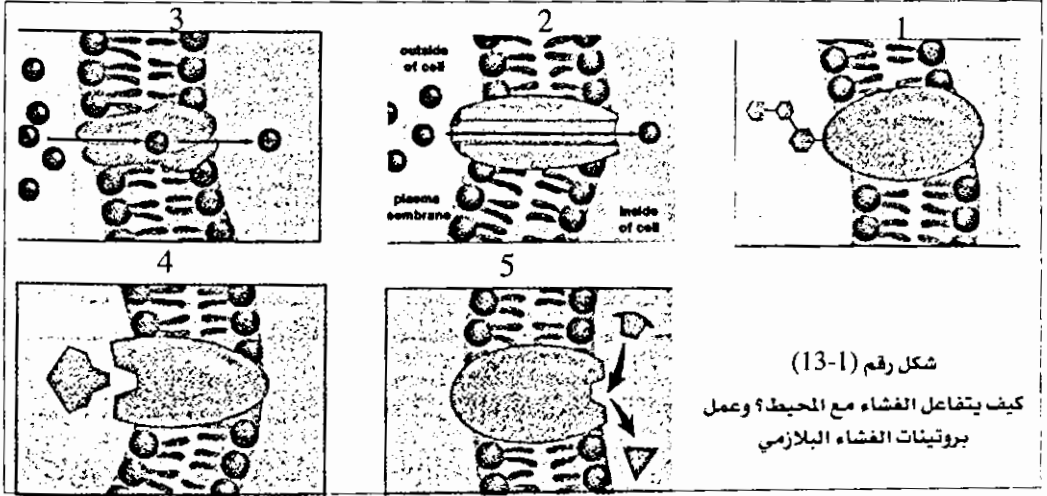 3
2
1
outside
of cell
plasma
membrane
inside
of cell
4
5
شكل رقم (1-13)
كيف يتفاعل الغشاء مع المحيط؟ وعمل
بروتينات الغشاء البلازمي